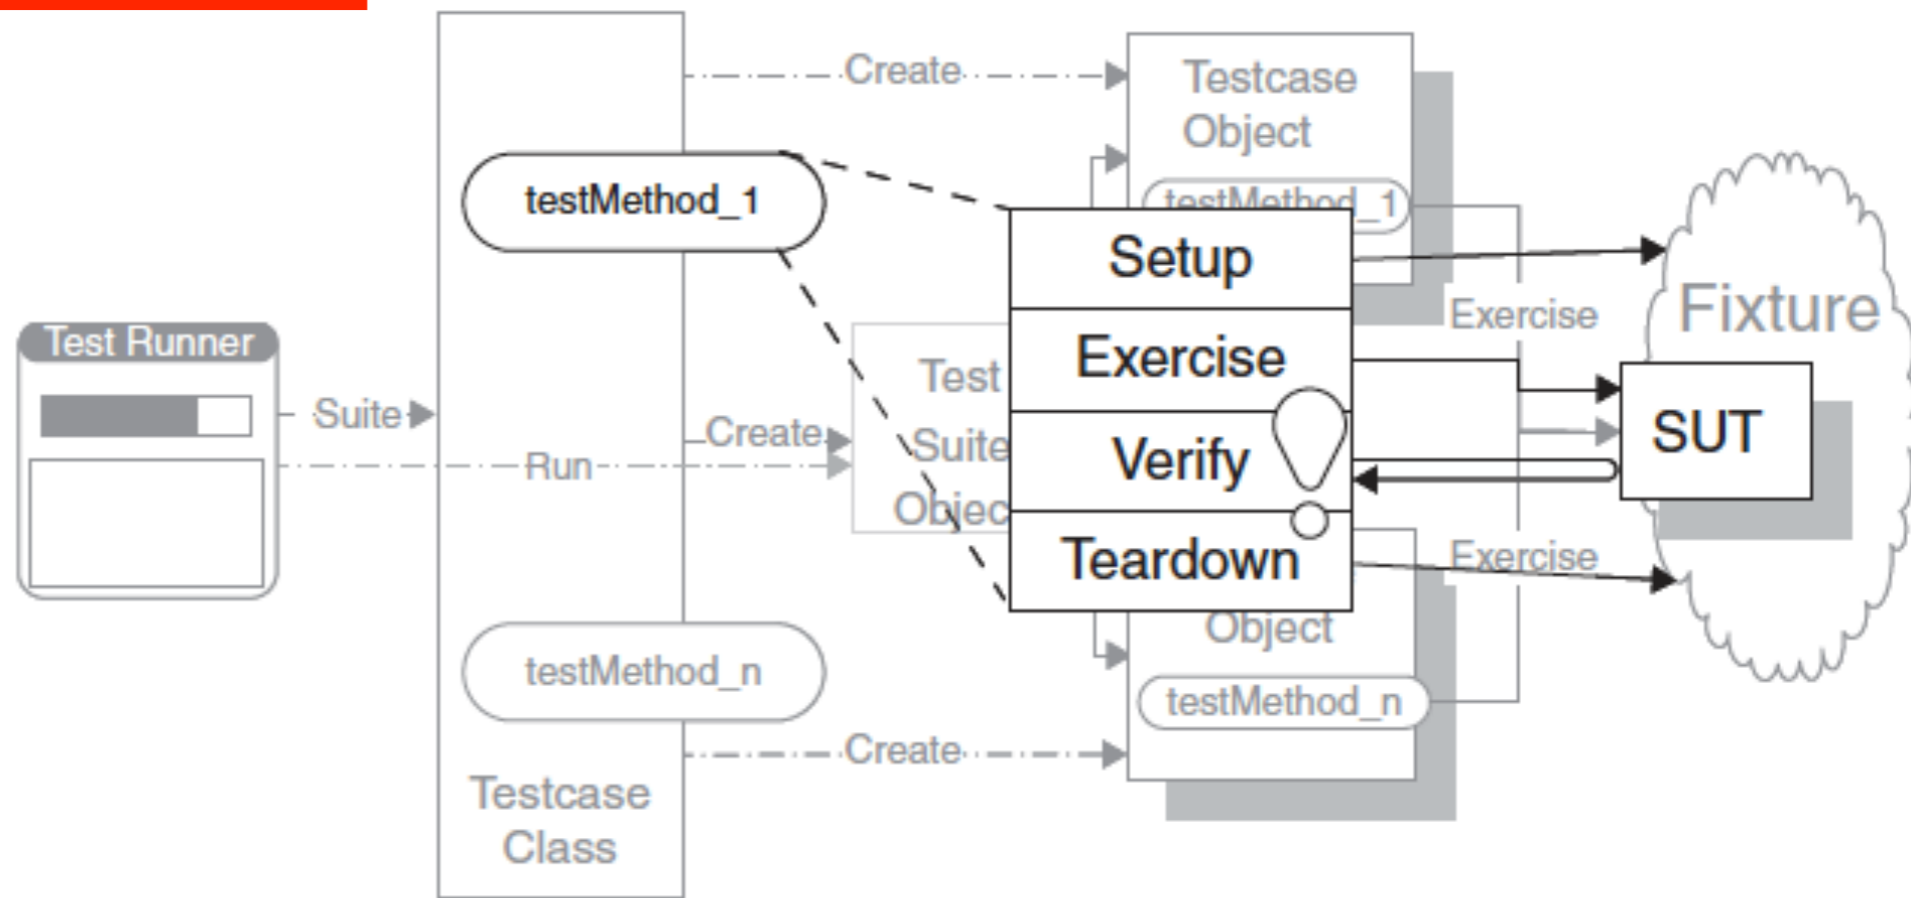 Create
Testcase
Object
testMethod_1
testMethod_1
Setup
Exercise
Fixture
Test Runner
Exercise
Test
Suite
Create
Suite
SUT
Run
Verify
Objec
Teardown
Exercise
Object
testMethod_n
testMethod_n
Create
Testcase
Class